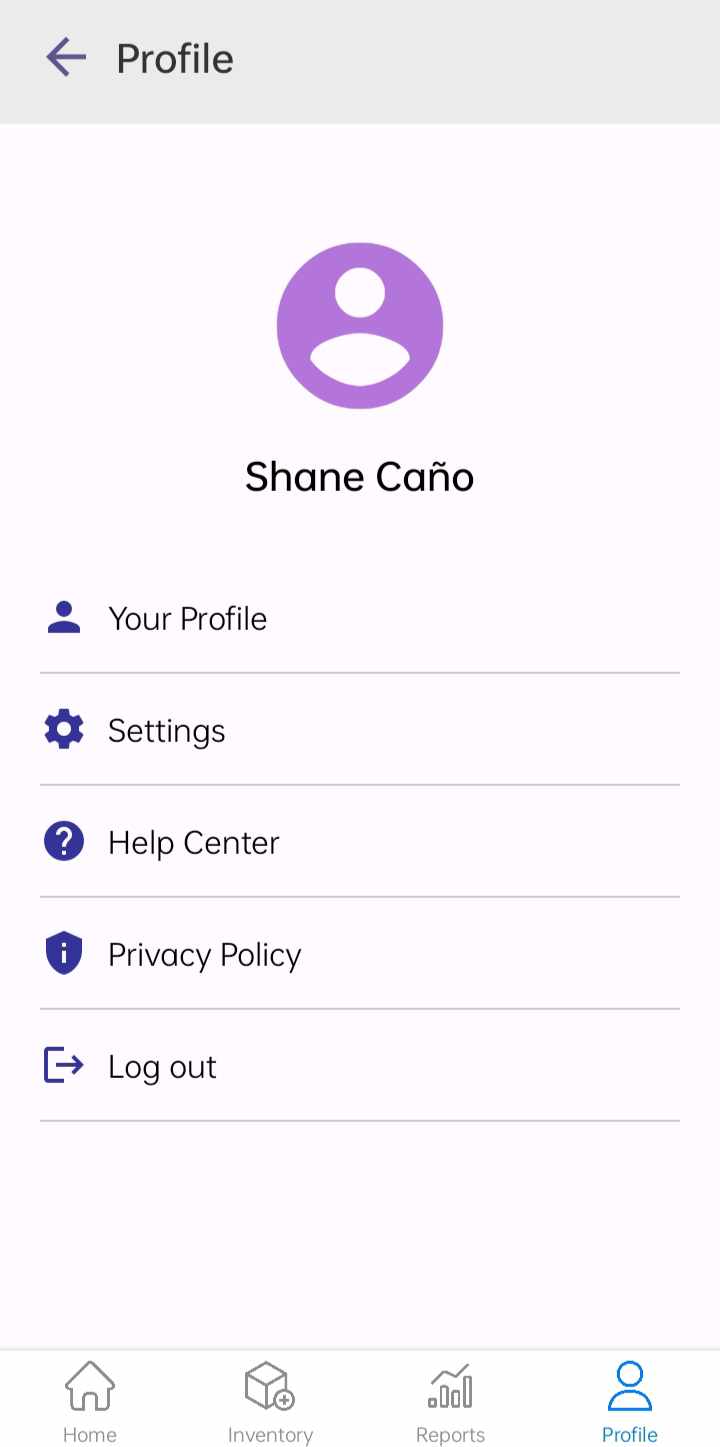 Profile
Shane Caño
Your Profile
Settings
Help Center
Privacy Policy
Log out
Home Inventory Reports Profile